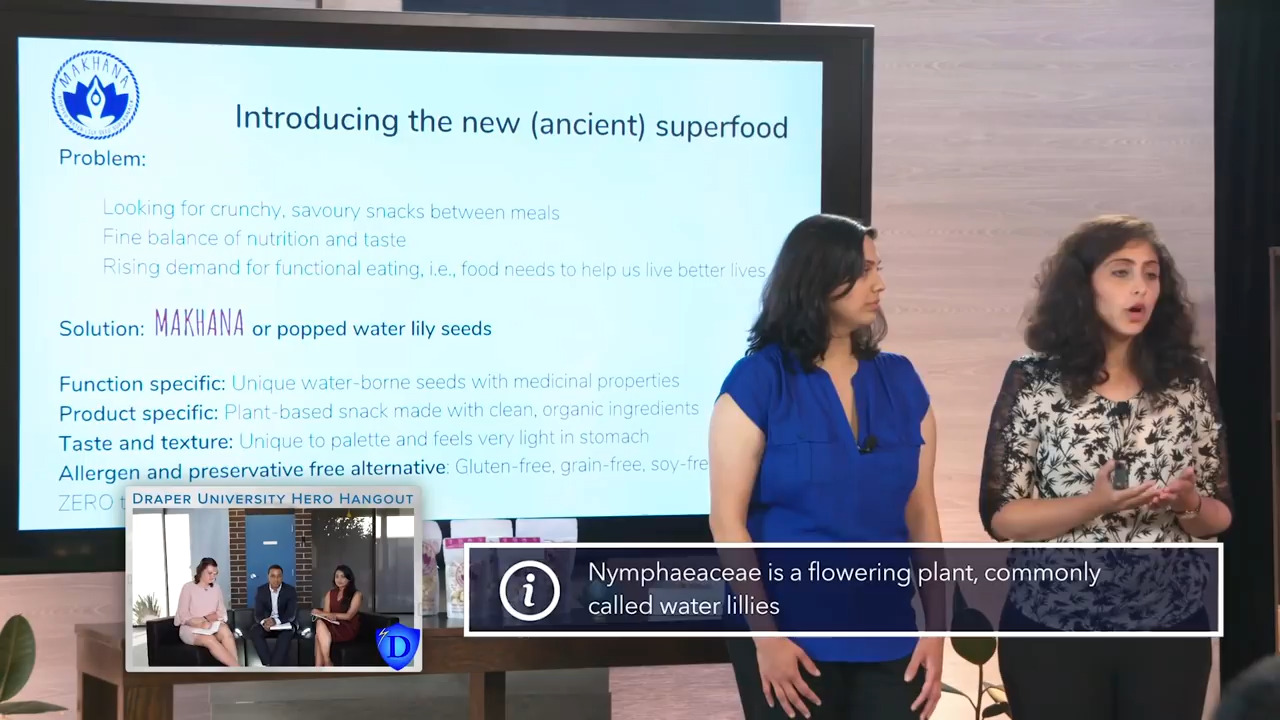 MAKHANA
Introducing the new (ancient) superfood
Problem:
Looking for crunchy, savoury snacks between meals
Fine balance of nutrition and taste
Rising demand for functional eating, i.e., food needs to help us live better lives
Solution: MAKHANA or popped water lily seeds
Function specific: Unique water-borne seeds with medicinal properties
Product specific: Plant-based snack made with clean, organic ingredients
Taste and texture: Unique to palette and feels very light in stomach
Allergen and preservative free alternative: Gluten-free, grain-free, soy-fre
ZERO
DRAPER UNIVERSITY HERO HANGOUT
D
i
Nymphaeaceae is a flowering plant, commonly
called water lillies